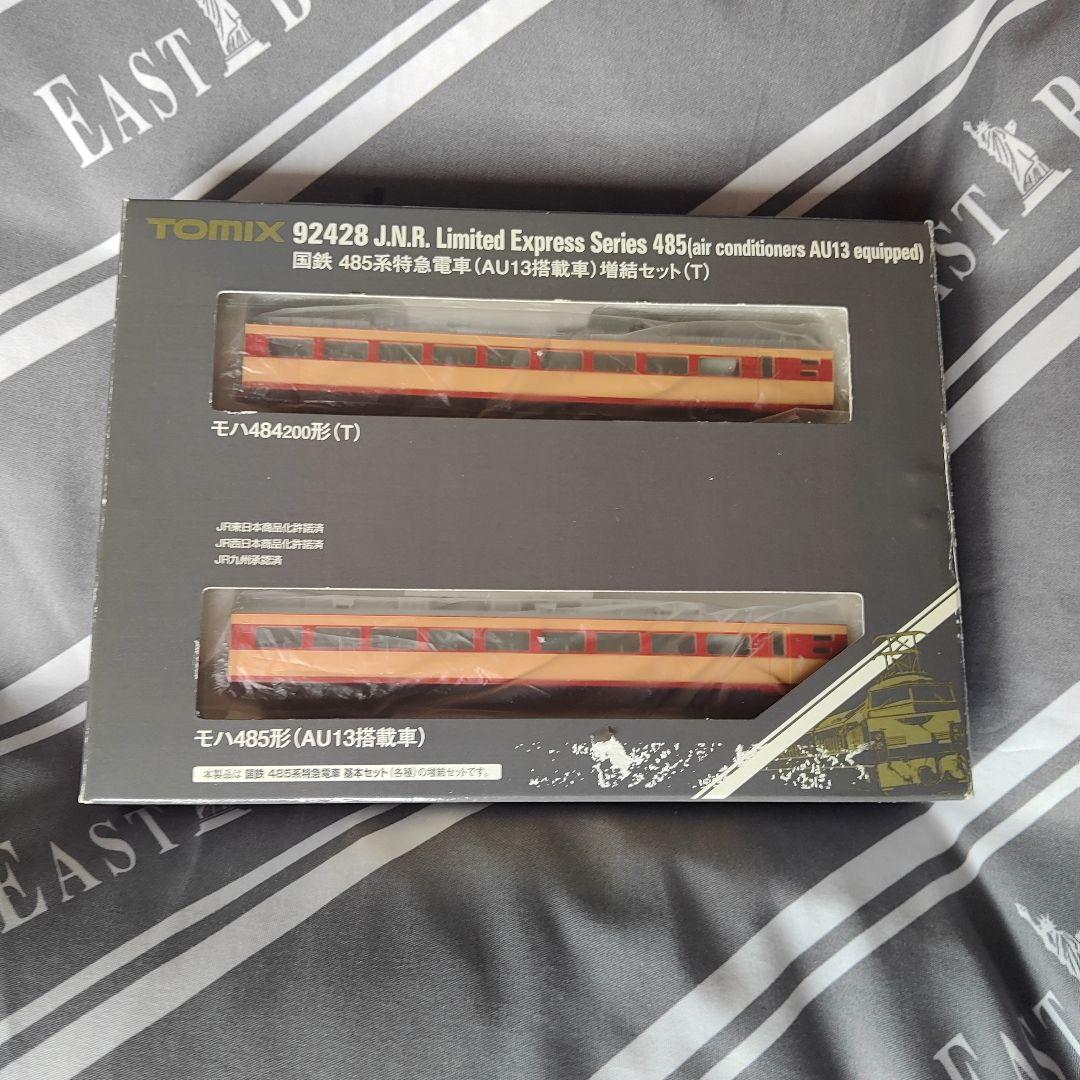 EAST B
TOMIX 92428 J.N.R. Limited Express Series 485(air conditioners AU13 equipped)
国鉄 485系特急電車(AU13搭載車)増結セット(T)
モハ484200形(T)
JR東日本商品化許諾済
JR西日本商品化許諾済
JR九州承認済
モハ485形(AU13搭載車)
本製品は 国鉄 485系特急電車 基本セット(各種)の増結セットです。
EAST B
EAST